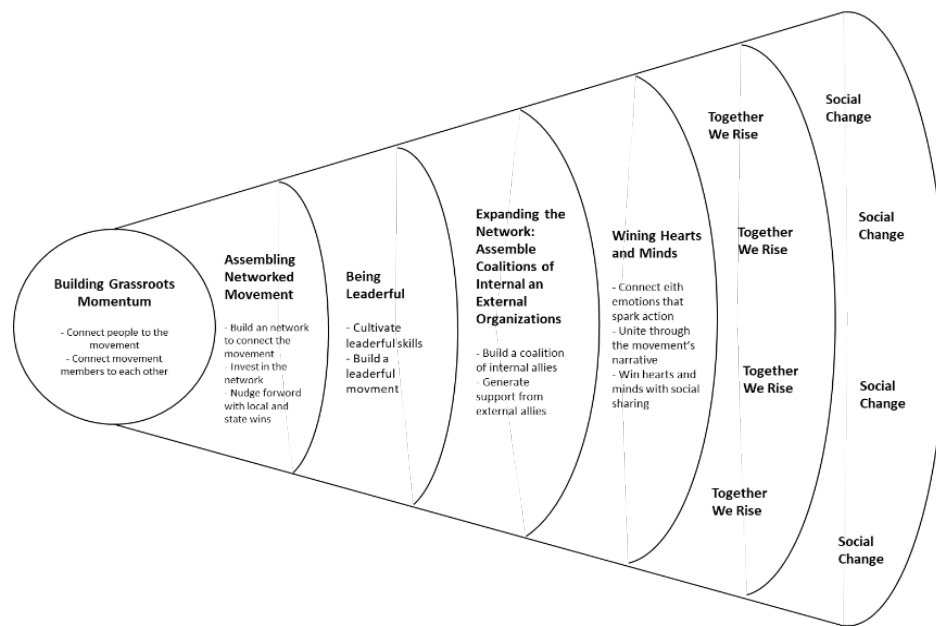 Building Grassroots
Momentum
- Connect people to the
movement
- Connect movement
members to each other
Assembling
Networked
Movement
- Build an network
to connect the
movement
- Invest in the
network
- Nudge forword
with local and
state wins
Being
Leaderful
- Cultivate
leaderful skills
- Build a
leaderful
movment
Expanding the
Network:
Assemble
Coalitions of
Internal an
External
Organizations
- Build a coalition
of internal allies
- Generate
support from
external allies
Wining Hearts
and Minds
- Connect eith
emotions that
spark action
- Unite through
the movement's
narrative
- Win hearts and
minds with social
sharing
Together
We Rise
Together
We Rise
Together
We Rise
Together
We Rise
Social
Change
Social
Change
Social
Change
Social
Change